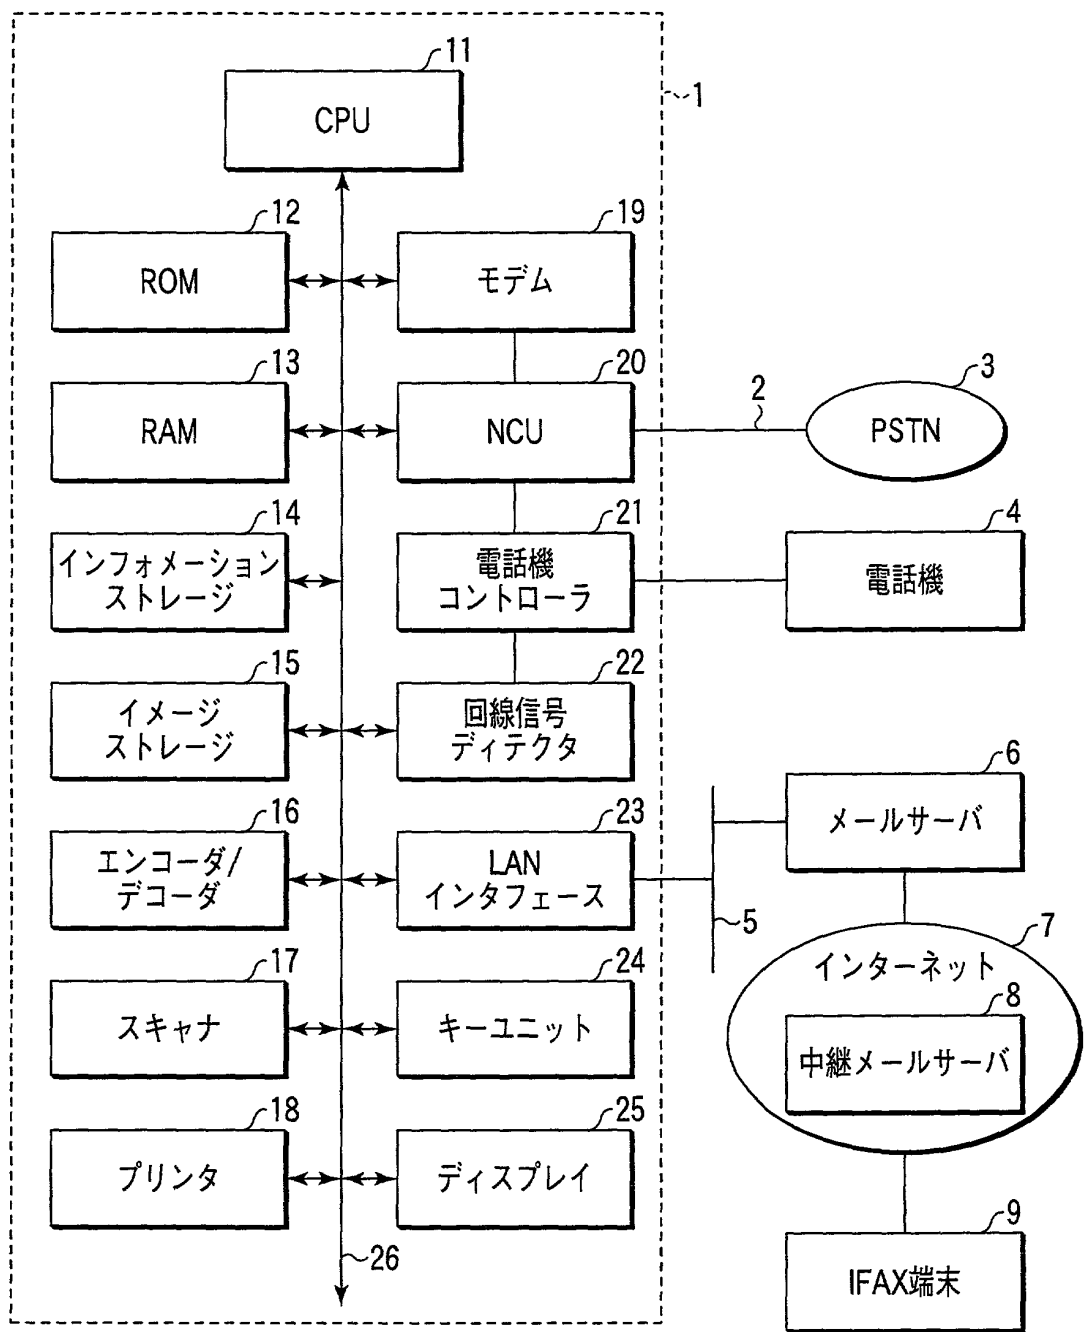 11
CPU
1
12
ROM
19
モデム
13
RAM
20
NCU
2
3
PSTN
14
インフォメーション
ストレージ
21
電話機
コントローラ
4
電話機
15
イメージ
ストレージ
22
回線信号
ディテクタ
16
エンコーダ/
デコーダ
23
LAN
インタフェース
5
6
メールサーバ
7
インターネット
8
中継メールサーバ
17
スキャナ
24
キーユニット
18
プリンタ
25
ディスプレイ
26
9
IFAX端末